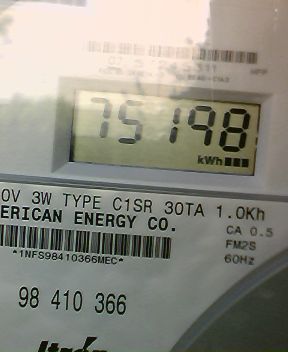 75198
kWh
0V 3W TYPE C1SR 30TA 1.0Kh
ERICAN ENERGY CO.
CA 0.5
FM2S
*1NFS98410366MEC*
60Hz
98 410 366
Itrón